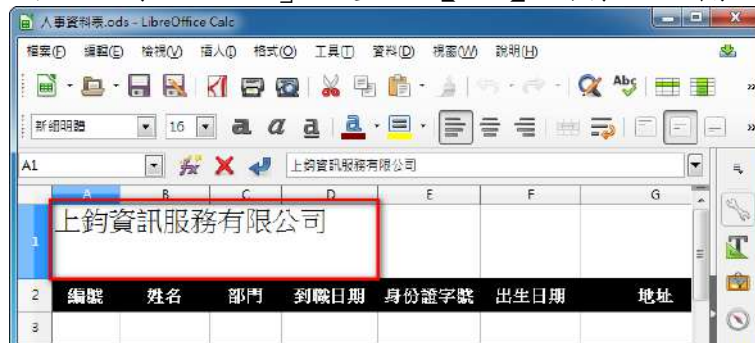 人事資料表.ods - LibreOffice Calc
檔案(F) 編輯(E) 檢視(V) 插入(I) 格式(O) 工具(T) 資料(D) 視窗(W) 說明(H)
Abc
新細明體 16 a a a a
A1 上鈞資訊服務有限公司
A B C D E F G
1 上鈞資訊服務有限公司
2 編號 姓名 部門 到職日期 身份證字號 出生日期 地址
3